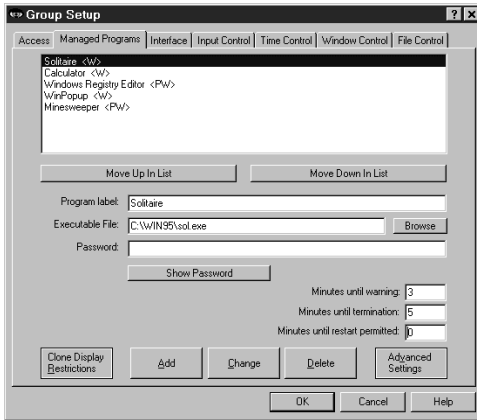 Group Setup
Access Managed Programs Interface Input Control Time Control Window Control File Control
Solitaire <W>
Calculator <W>
Windows Registry Editor <PW>
WinPopup <W>
Minesweeper <PW>
Move Up In List Move Down In List
Program label: Solitaire
Executable File: C:\WIN95\sol.exe Browse
Password:
Show Password
Minutes until warning: 3
Minutes until termination: 5
Minutes until restart permitted: 0
Clone Display Restrictions Add Change Delete Advanced Settings
OK Cancel Help